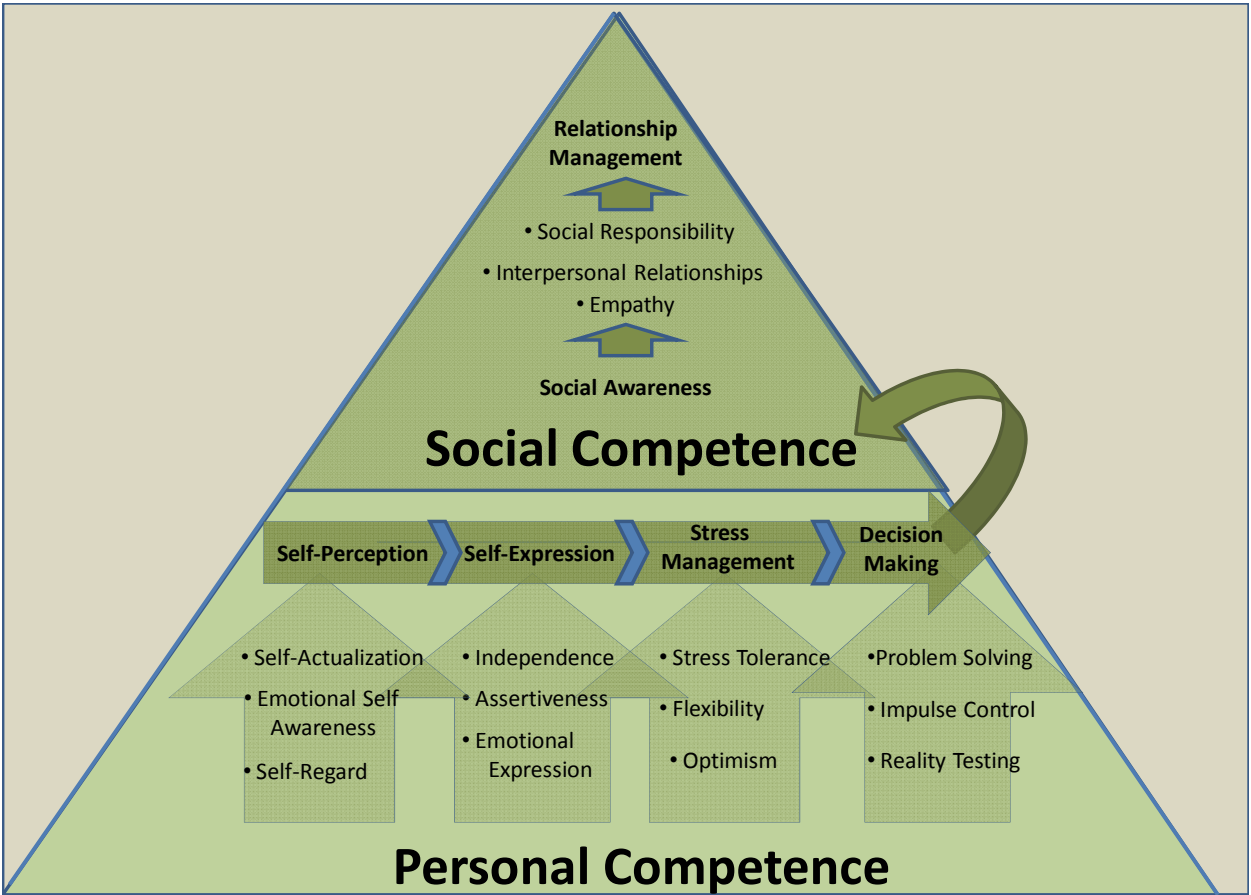 Relationship
Management
• Social Responsibility
• Interpersonal Relationships
• Empathy
Social Awareness
Social Competence
Self-Perception
Self-Expression
Stress
Management
Decision
Making
• Self-Actualization
• Emotional Self
Awareness
• Self-Regard
• Independence
• Assertiveness
• Emotional
Expression
• Stress Tolerance
• Flexibility
• Optimism
•Problem Solving
• Impulse Control
• Reality Testing
Personal Competence